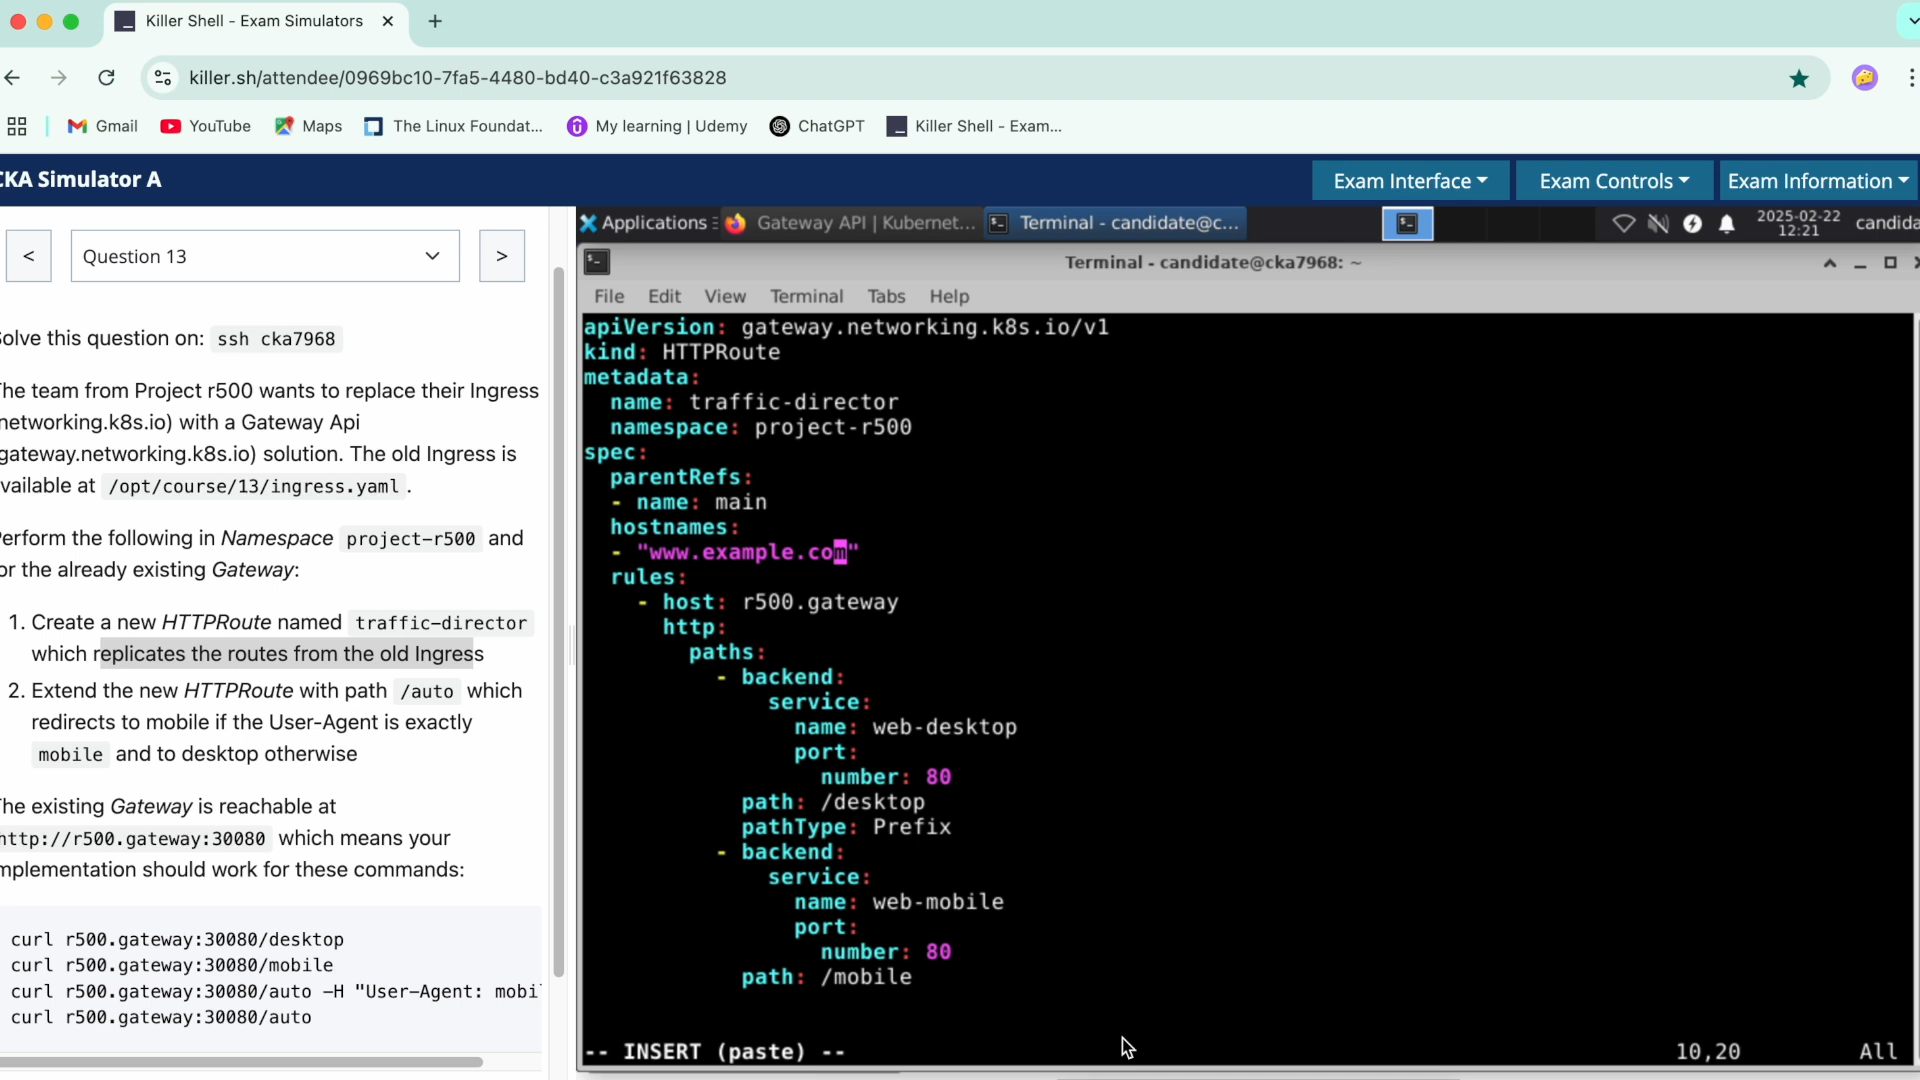 Killer Shell - Exam Simulators
killer.sh/attendee/0969bc10-7fa5-4480-bd40-c3a921f63828
Gmail YouTube Maps The Linux Foundat... My learning | Udemy ChatGPT Killer Shell - Exam...
CKA Simulator A
Exam Interface Exam Controls Exam Information
< Question 13 >
olve this question on: ssh cka7968
he team from Project r500 wants to replace their Ingress
networking.k8s.io) with a Gateway Api
gateway.networking.k8s.io) solution. The old Ingress is
vailable at /opt/course/13/ingress.yaml .
erform the following in Namespace project-r500 and
or the already existing Gateway:
1. Create a new HTTPRoute named traffic-director
which replicates the routes from the old Ingress
2. Extend the new HTTPRoute with path /auto which
redirects to mobile if the User-Agent is exactly
mobile and to desktop otherwise
he existing Gateway is reachable at
http://r500.gateway:30080 which means your
mplementation should work for these commands:
curl r500.gateway:30080/desktop
curl r500.gateway:30080/mobile
curl r500.gateway:30080/auto -H "User-Agent: mobi
curl r500.gateway:30080/auto
Applications Gateway API | Kubernet... Terminal - candidate@c... 2025-02-22 candida
12:21
Terminal - candidate@cka7968: ~
File Edit View Terminal Tabs Help
apiVersion: gateway.networking.k8s.io/v1
kind: HTTPRoute
metadata:
  name: traffic-director
  namespace: project-r500
spec:
  parentRefs:
  - name: main
  hostnames:
  - "www.example.com"
  rules:
    - host: r500.gateway
      http:
        paths:
          - backend:
              service:
                name: web-desktop
                port:
                  number: 80
            path: /desktop
            pathType: Prefix
          - backend:
              service:
                name: web-mobile
                port:
                  number: 80
            path: /mobile
-- INSERT (paste) -- 10,20 All